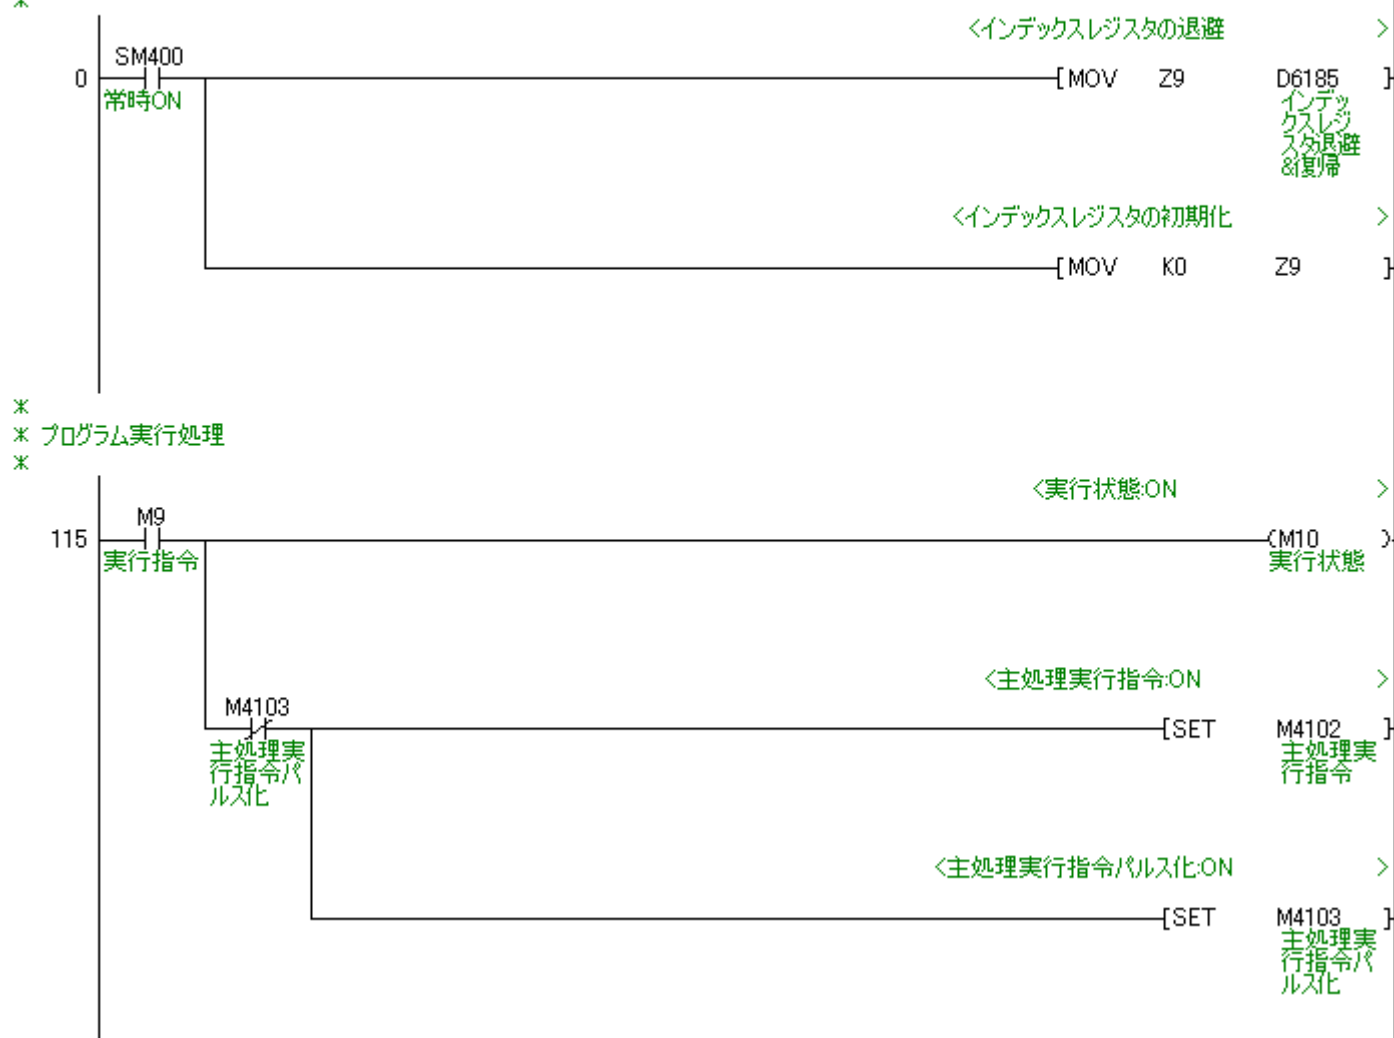 *
<インデックスレジスタの退避 >
SM400
0 [MOV Z9 D6185 ]
常時ON
インデッ
クスレジ
スタ退避
&復帰
<インデックスレジスタの初期化 >
[MOV K0 Z9 ]
*
* プログラム実行処理
*
<実行状態:ON >
M9
115 (M10 )
実行指令 実行状態
<主処理実行指令:ON >
M4103
[SET M4102 ]
主処理実
行指令パ
ルス化
主処理実
行指令
<主処理実行指令パルス化:ON >
[SET M4103 ]
主処理実
行指令パ
ルス化